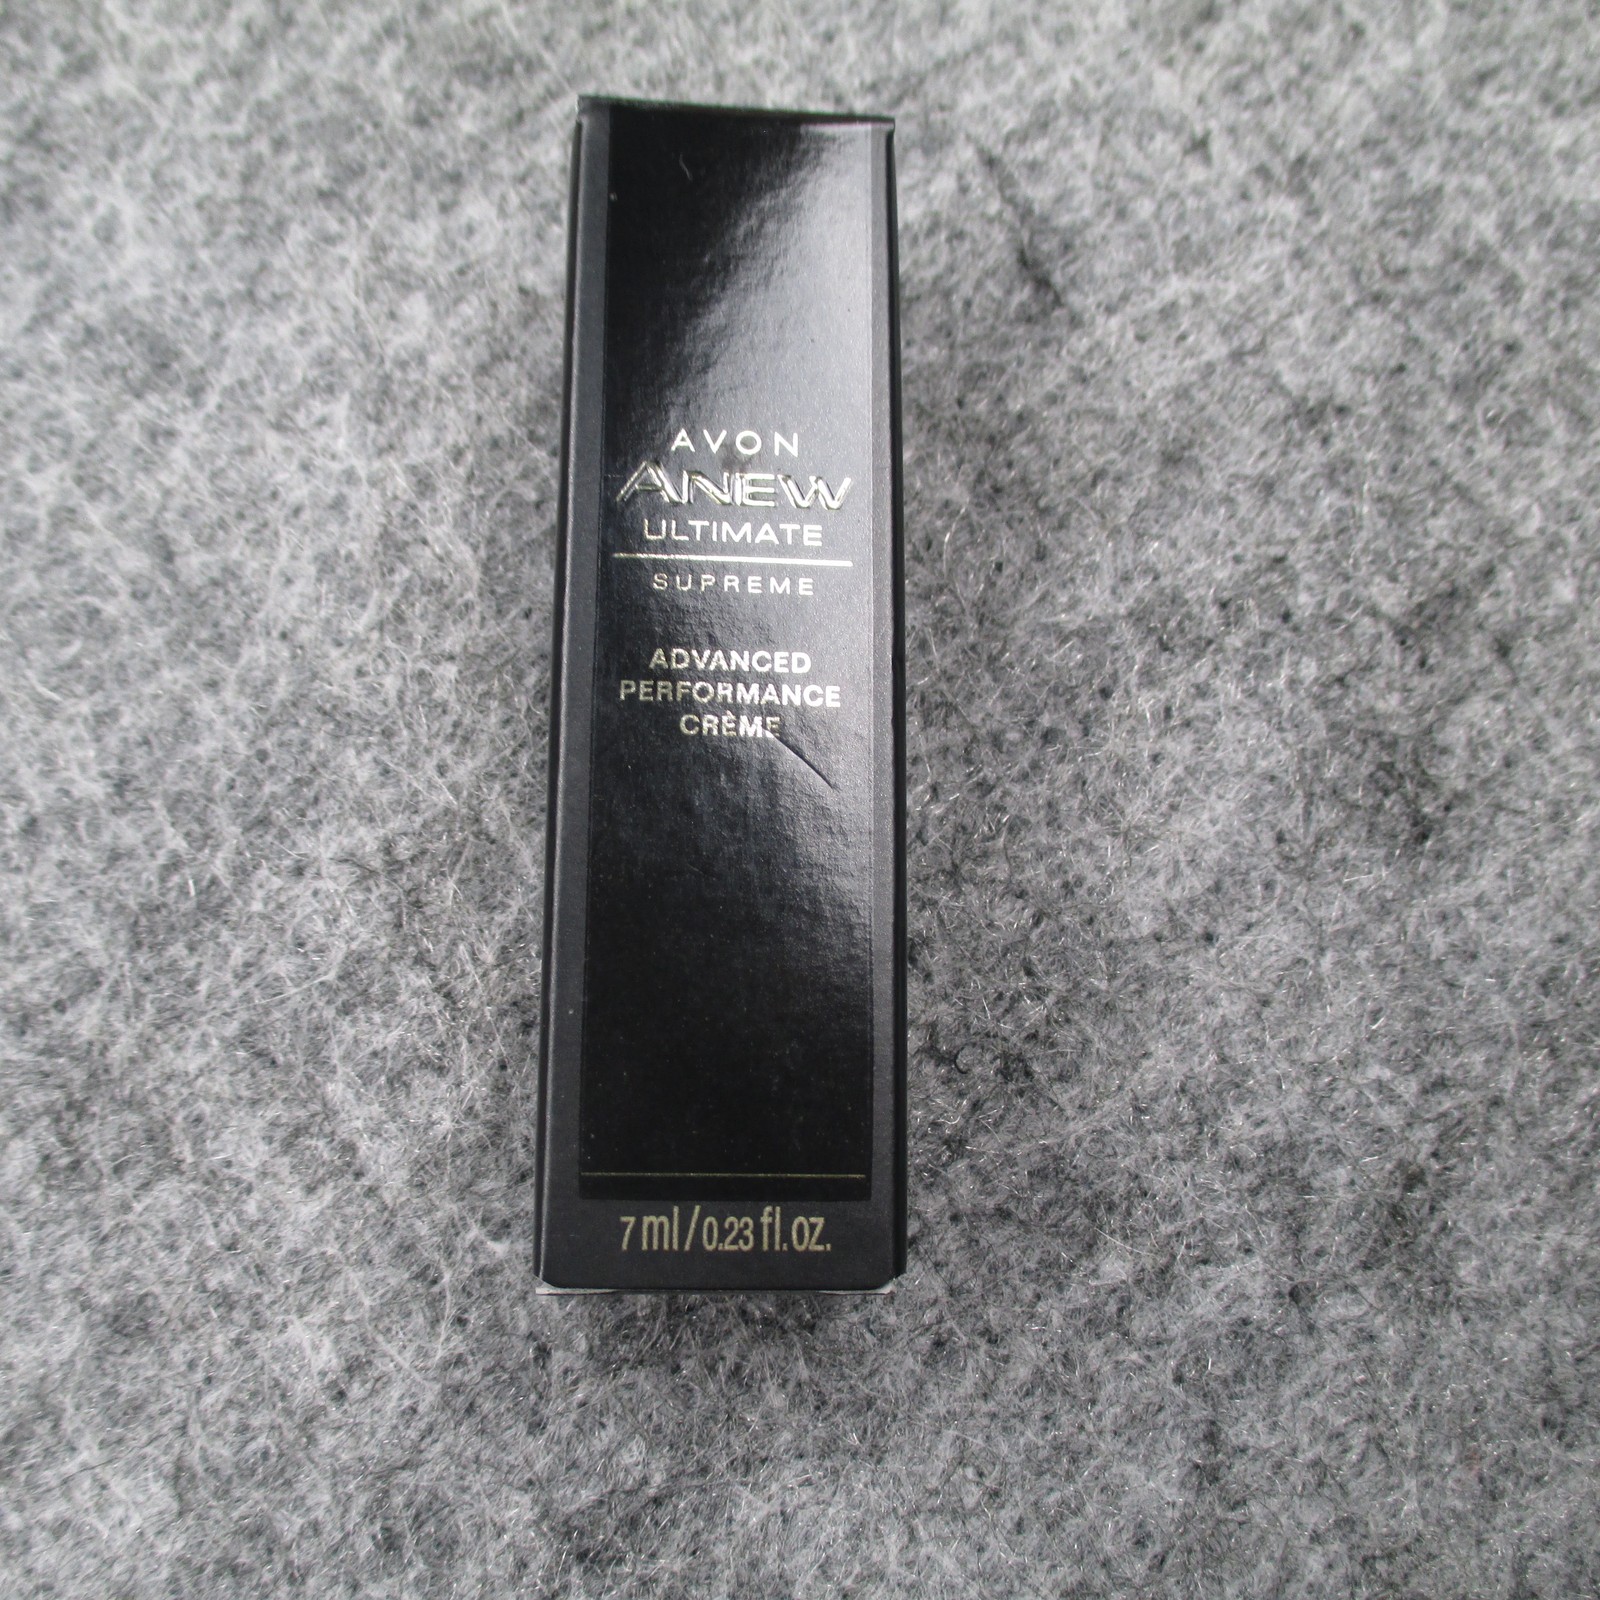 AVON
ANEW
ULTIMATE
SUPREME
ADVANCED
PERFORMANCE
CRÈME
7 ml/0.23 fl. oz.